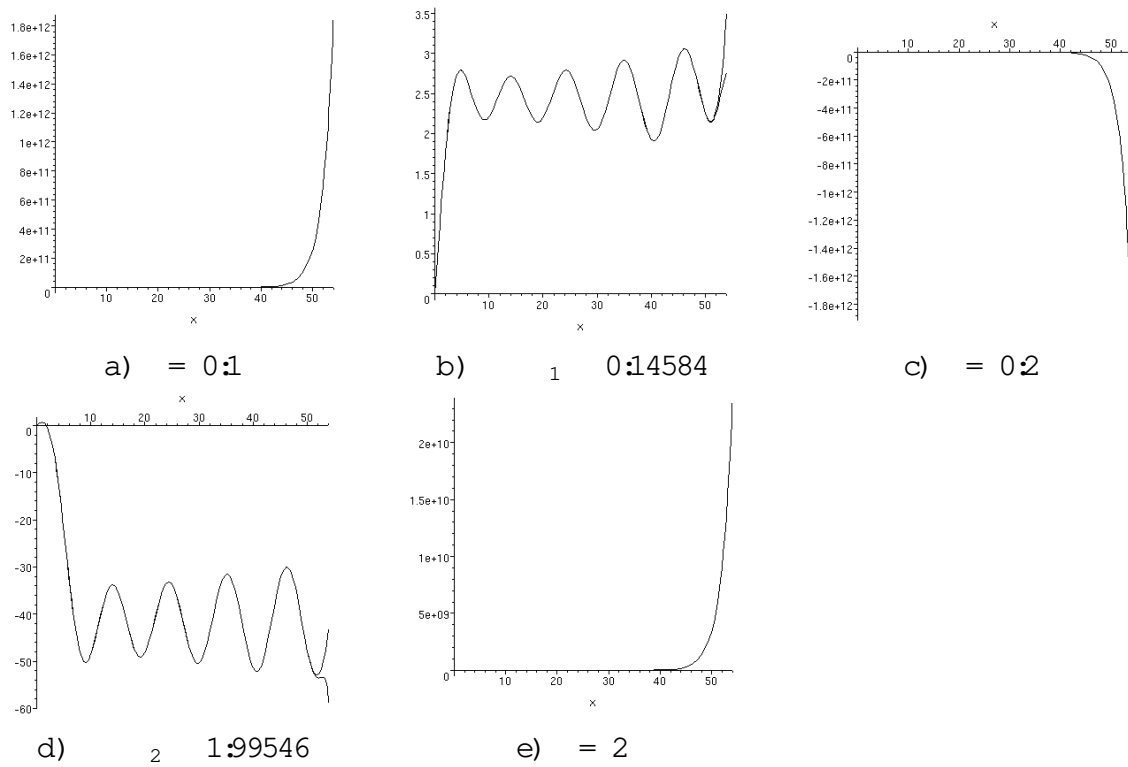 1.8e+12
1.6e+12
1.4e+12
1.2e+12
1e+12
8e+11
6e+11
4e+11
2e+11
0 10 20 30 40 50
x
a) = 0:1
3.5
3
2.5
2
1.5
1
0.5
0 10 20 30 40 50
x
b) 1 0:14584
x
0 10 20 30 40 50
-2e+11
-4e+11
-6e+11
-8e+11
-1e+12
-1.2e+12
-1.4e+12
-1.6e+12
-1.8e+12
c) = 0:2
x
0 10 20 30 40 50
-10
-20
-30
-40
-50
-60
d) 2 1:99546
2e+10
1.5e+10
1e+10
5e+09
0 10 20 30 40 50
x
e) = 2